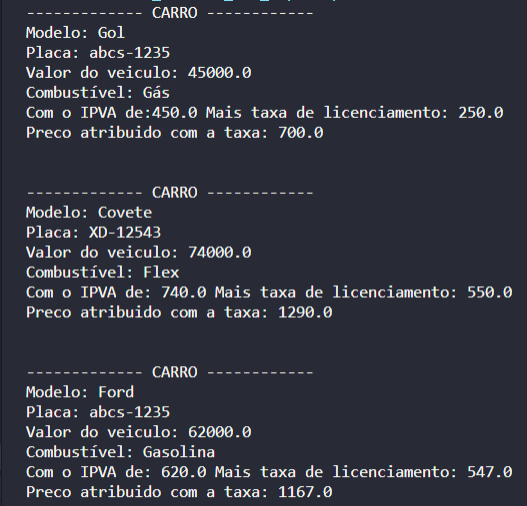 ------------- CARRO ------------
Modelo: Gol
Placa: abcs-1235
Valor do veiculo: 45000.0
Combustível: Gás
Com o IPVA de:450.0 Mais taxa de licenciamento: 250.0
Preco atribuido com a taxa: 700.0
------------- CARRO ------------
Modelo: Covete
Placa: XD-12543
Valor do veiculo: 74000.0
Combustível: Flex
Com o IPVA de: 740.0 Mais taxa de licenciamento: 550.0
Preco atribuido com a taxa: 1290.0
------------- CARRO ------------
Modelo: Ford
Placa: abcs-1235
Valor do veiculo: 62000.0
Combustível: Gasolina
Com o IPVA de: 620.0 Mais taxa de licenciamento: 547.0
Preco atribuido com a taxa: 1167.0